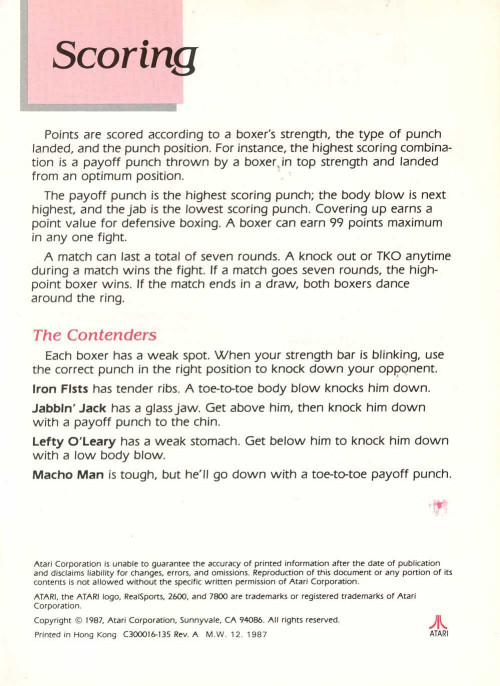 Scoring
Points are scored according to a boxer's strength, the type of punch
landed, and the punch position. For instance, the highest scoring combina-
tion is a payoff punch thrown by a boxer in top strength and landed
from an optimum position.
The payoff punch is the highest scoring punch; the body blow is next
highest, and the jab is the lowest scoring punch. Covering up earns a
point value for defensive boxing. A boxer can earn 99 points maximum
in any one fight.
A match can last a total of seven rounds. A knock out or TKO anytime
during a match wins the fight. If a match goes seven rounds, the high-
point boxer wins. If the match ends in a draw, both boxers dance
around the ring.
The Contenders
Each boxer has a weak spot. When your strength bar is blinking, use
the correct punch in the right position to knock down your opponent.
Iron Fists has tender ribs. A toe-to-toe body blow knocks him down.
Jabbin' Jack has a glass jaw. Get above him, then knock him down
with a payoff punch to the chin.
Lefty O'Leary has a weak stomach. Get below him to knock him down
with a low body blow.
Macho Man is tough, but he'll go down with a toe-to-toe payoff punch.
Atari Corporation is unable to guarantee the accuracy of printed information after the date of publication
and disclaims liability for changes, errors, and omissions. Reproduction of this document or any portion of its
contents is not allowed without the specific written permission of Atari Corporation.
ATARI, the ATARI logo, RealSports, 2600, and 7800 are trademarks or registered trademarks of Atari
Corporation.
Copyright © 1987, Atari Corporation, Sunnyvale, CA 94086. All rights reserved.
Printed in Hong Kong C300016-135 Rev. A M.W. 12. 1987
ATARI